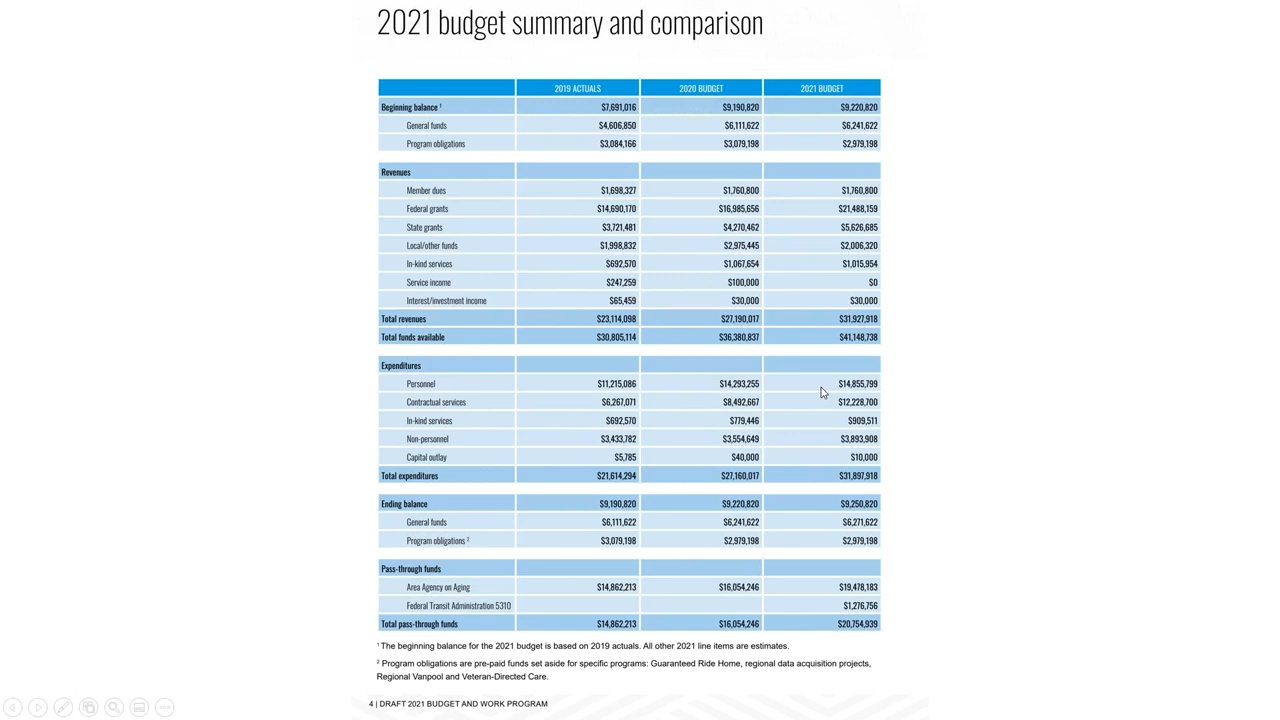 2021 budget summary and comparison
2019 ACTUALS 2020 BUDGET 2021 BUDGET
Beginning balance ¹ $7,691,016 $9,190,820 $9,220,820
General funds $4,606,850 $6,111,622 $6,241,622
Program obligations $3,084,166 $3,079,198 $2,979,198
Revenues
Member dues $1,698,327 $1,760,800 $1,760,800
Federal grants $14,690,170 $16,985,656 $21,488,159
State grants $3,721,481 $4,270,462 $5,626,685
Local/other funds $1,998,832 $2,975,445 $2,006,320
In-kind services $692,570 $1,067,654 $1,015,954
Service income $247,259 $100,000 $0
Interest/investment income $65,459 $30,000 $30,000
Total revenues $23,114,098 $27,190,017 $31,927,918
Total funds available $30,805,114 $36,380,837 $41,148,738
Expenditures
Personnel $11,215,086 $14,293,255 $14,855,799
Contractual services $6,267,071 $8,492,667 $12,228,700
In-kind services $692,570 $779,446 $909,511
Non-personnel $3,433,782 $3,554,649 $3,893,908
Capital outlay $5,785 $40,000 $10,000
Total expenditures $21,614,294 $27,160,017 $31,897,918
Ending balance $9,190,820 $9,220,820 $9,250,820
General funds $6,111,622 $6,241,622 $6,271,622
Program obligations ² $3,079,198 $2,979,198 $2,979,198
Pass-through funds
Area Agency on Aging $14,862,213 $16,054,246 $19,478,183
Federal Transit Administration 5310 $1,276,756
Total pass-through funds $14,862,213 $16,054,246 $20,754,939
¹ The beginning balance for the 2021 budget is based on 2019 actuals. All other 2021 line items are estimates.
² Program obligations are pre-paid funds set aside for specific programs: Guaranteed Ride Home, regional data acquisition projects,
Regional Vanpool and Veteran-Directed Care.
4 | DRAFT 2021 BUDGET AND WORK PROGRAM